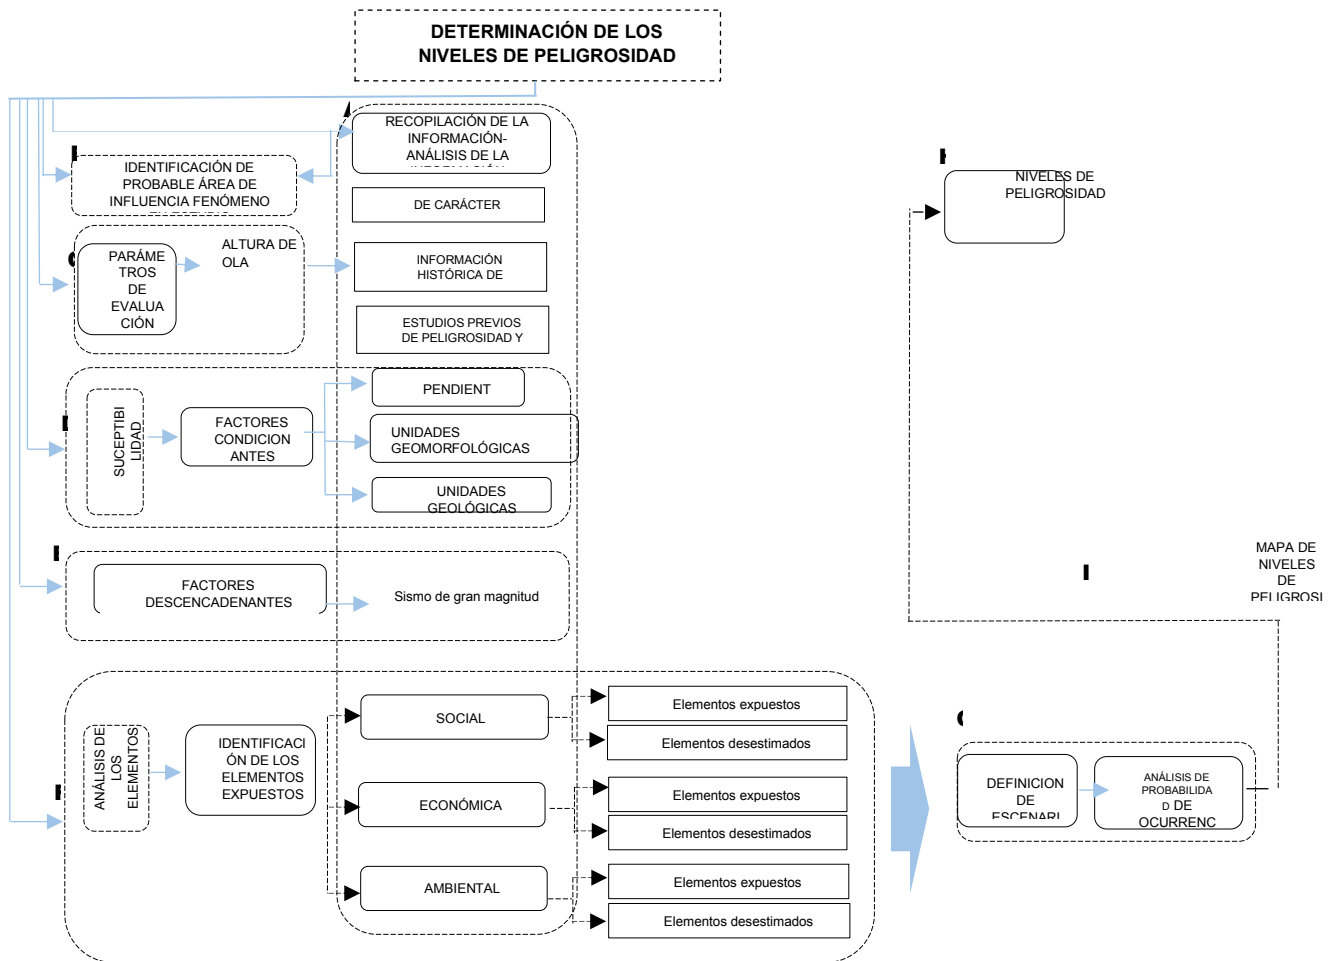 DETERMINACIÓN DE LOS
NIVELES DE PELIGROSIDAD
RECOPILACIÓN DE LA
INFORMACIÓN-
ANÁLISIS DE LA
IDENTIFICACIÓN DE
PROBABLE ÁREA DE
INFLUENCIA FENÓMENO
DE CARÁCTER
PARÁME
TROS
DE
EVALUA
CIÓN
ALTURA DE
OLA
INFORMACIÓN
HISTÓRICA DE
ESTUDIOS PREVIOS
DE PELIGROSIDAD Y
SUCEPTIBI
LIDAD
FACTORES
CONDICION
ANTES
PENDIENT
UNIDADES
GEOMORFOLÓGICAS
UNIDADES
GEOLÓGICAS
FACTORES
DESCENCADENANTES
Sismo de gran magnitud
ANÁLISIS DE
LOS
ELEMENTOS
IDENTIFICACI
ÓN DE LOS
ELEMENTOS
EXPUESTOS
SOCIAL
Elementos expuestos
Elementos desestimados
ECONÓMICA
Elementos expuestos
Elementos desestimados
AMBIENTAL
Elementos expuestos
Elementos desestimados
DEFINICION
DE
ESCENARI
ANÁLISIS DE
PROBABILIDA
D DE
OCURRENC
NIVELES DE
PELIGROSIDAD
MAPA DE
NIVELES
DE
PELIGROSI